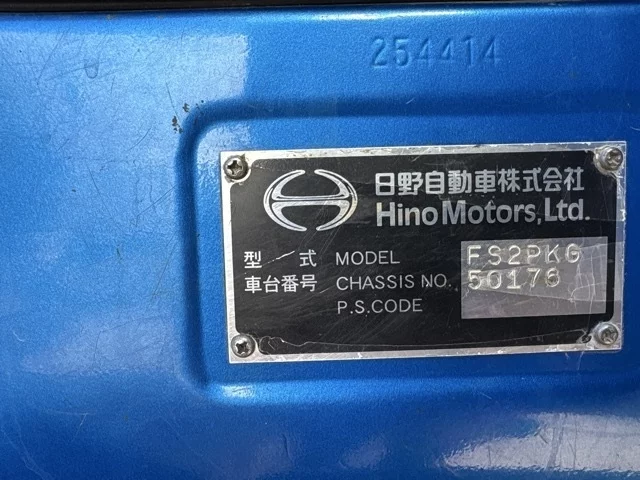 254414
日野自動車株式会社
Hino Motors, Ltd.
型 式 MODEL FS2PKG
車台番号 CHASSIS NO. 50176
P.S.CODE